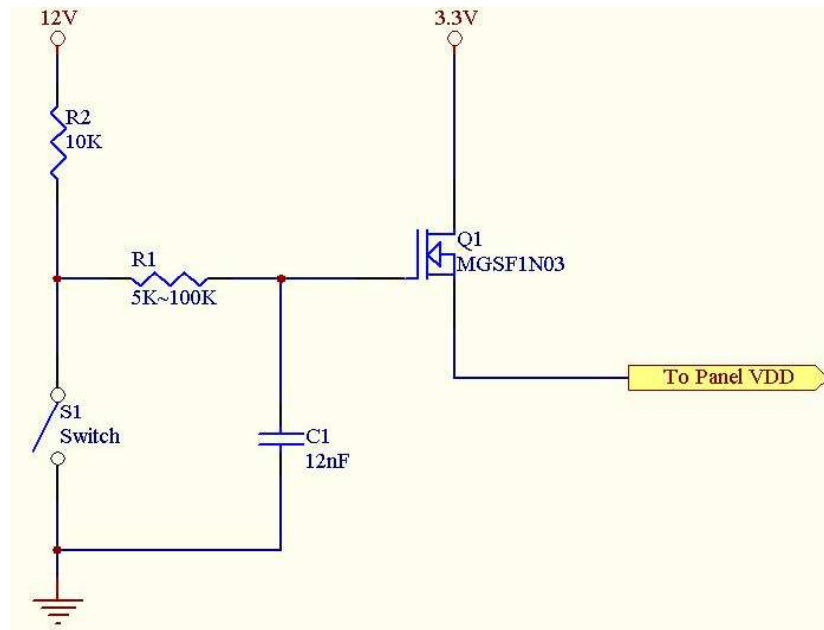 12V
3.3V
R2
10K
R1
5K~100K
Q1
MGSF1N03
S1
Switch
C1
12nF
To Panel VDD